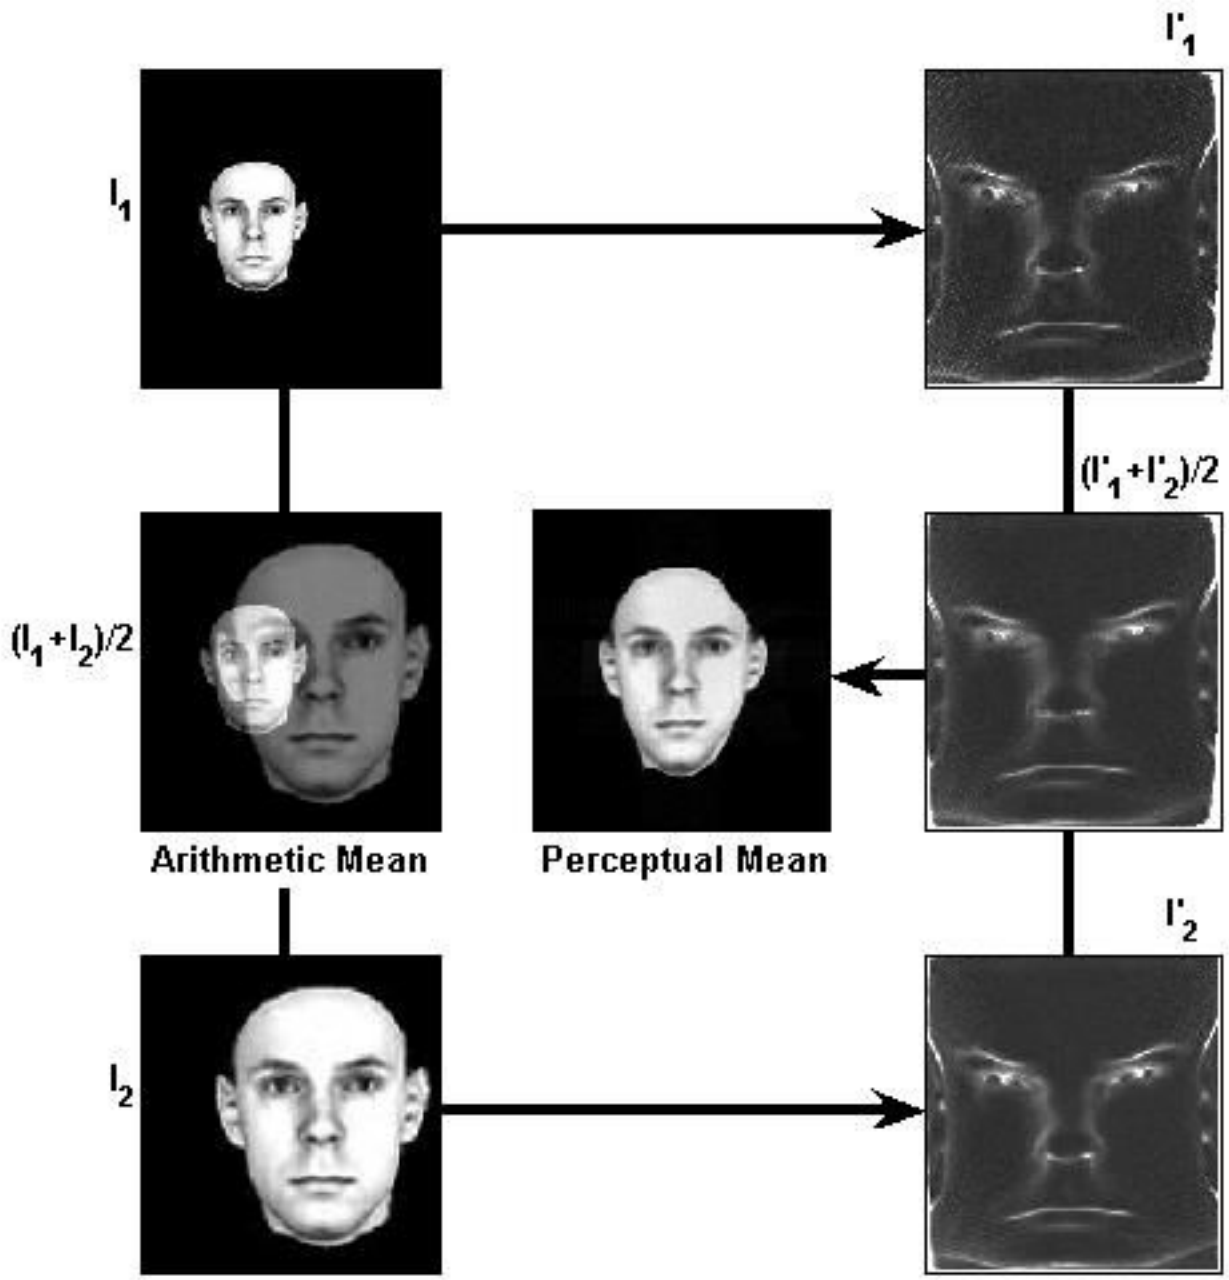 I'₁
I₁
(I'₁+I'₂)/2
(I₁+I₂)/2
Arithmetic Mean
Perceptual Mean
I'₂
I₂